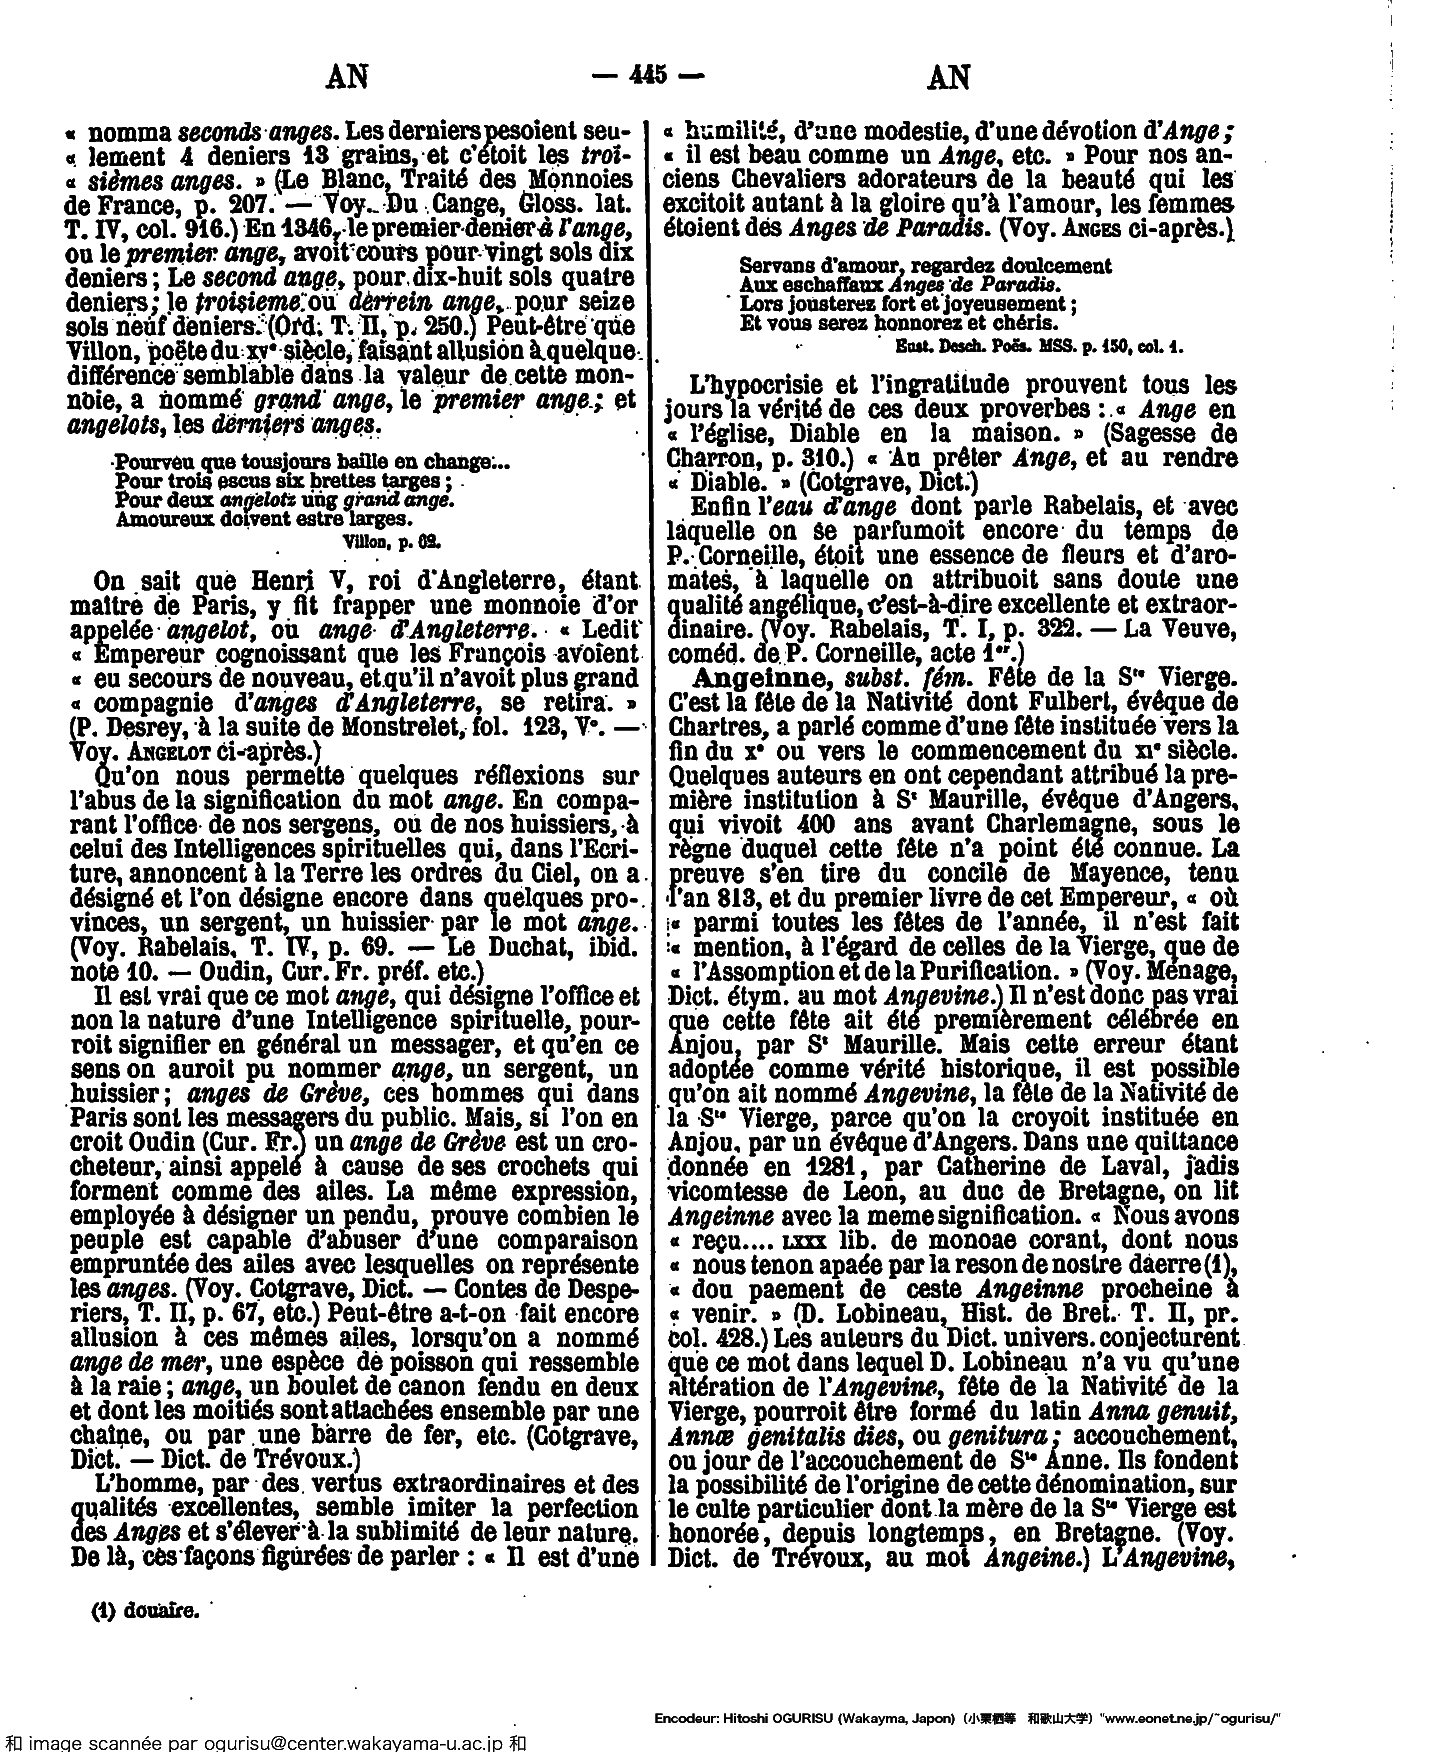 AN
— 445 —
AN
« nomma seconds anges. Les derniers pesoient seu-
« lement 4 deniers 13 grains, et c'étoit les troi-
« sièmes anges. » (Le Blanc, Traité des Monnoies
de France, p. 207. — Voy. Du Cange, Gloss. lat.
T. IV, col. 916.) En 1346, le premier denier à l'ange,
ou le premier ange, avoit cours pour vingt sols dix
deniers; Le second ange, pour dix-huit sols quatre
deniers; le troisieme ou derrein ange, pour seize
sols neuf deniers. (Ord. T. II, p. 250.) Peut-être que
Villon, poëte du xve siècle, faisant allusion à quelque
différence semblable dans la valeur de cette mon-
noie, a nommé grand ange, le premier ange; et
angelots, les derniers anges.
Pourveu que tousjours baille en change...
Pour trois escus six brettes targes;
Pour deux angelotz ung grand ange.
Amoureux doivent estre larges.
Villon, p. 62.
On sait que Henri V, roi d'Angleterre, étant
maître de Paris, y fit frapper une monnoie d'or
appelée angelot, ou ange d'Angleterre. « Ledit
« Empereur cognoissant que les François avoient
« eu secours de nouveau, et qu'il n'avoit plus grand
« compagnie d'anges d'Angleterre, se retira. »
(P. Desrey, à la suite de Monstrelet, fol. 123, V°. —
Voy. ANGELOT ci-après.)
Qu'on nous permette quelques réflexions sur
l'abus de la signification du mot ange. En compa-
rant l'office de nos sergens, ou de nos huissiers, à
celui des Intelligences spirituelles qui, dans l'Ecri-
ture, annoncent à la Terre les ordres du Ciel, on a
désigné et l'on désigne encore dans quelques pro-
vinces, un sergent, un huissier par le mot ange.
(Voy. Rabelais, T. IV, p. 69. — Le Duchat, ibid.
note 10. — Oudin, Cur. Fr. préf. etc.)
Il est vrai que ce mot ange, qui désigne l'office et
non la nature d'une Intelligence spirituelle, pour-
roit signifier en général un messager, et qu'en ce
sens on auroit pu nommer ange, un sergent, un
huissier; anges de Grève, ces hommes qui dans
Paris sont les messagers du public. Mais, si l'on en
croit Oudin (Cur. Fr.) un ange de Grève est un cro-
cheteur, ainsi appelé à cause de ses crochets qui
forment comme des ailes. La même expression,
employée à désigner un pendu, prouve combien le
peuple est capable d'abuser d'une comparaison
empruntée des ailes avec lesquelles on représente
les anges. (Voy. Cotgrave, Dict. — Contes de Despe-
riers, T. II, p. 67, etc.) Peut-être a-t-on fait encore
allusion à ces mêmes ailes, lorsqu'on a nommé
ange de mer, une espèce de poisson qui ressemble
à la raie; ange, un boulet de canon fendu en deux
et dont les moitiés sont attachées ensemble par une
chaîne, ou par une barre de fer, etc. (Cotgrave,
Dict. — Dict. de Trévoux.)
L'homme, par des vertus extraordinaires et des
qualités excellentes, semble imiter la perfection
des Anges et s'élever à la sublimité de leur nature.
De là, ces façons figurées de parler : « Il est d'une
« humilité, d'une modestie, d'une dévotion d'Ange;
« il est beau comme un Ange, etc. » Pour nos an-
ciens Chevaliers adorateurs de la beauté qui les
excitoit autant à la gloire qu'à l'amour, les femmes
étoient des Anges de Paradis. (Voy. ANGES ci-après.)
Servans d'amour, regardez doulcement
Aux eschaffaux Anges de Paradis.
Lors jousterez fort et joyeusement;
Et vous serez honnorez et chéris.
Eust. Desch. Poës. MSS. p. 150, col. 1.
L'hypocrisie et l'ingratitude prouvent tous les
jours la vérité de ces deux proverbes : « Ange en
« l'église, Diable en la maison. » (Sagesse de
Charron, p. 310.) « Au prêter Ange, et au rendre
« Diable. » (Cotgrave, Dict.)
Enfin l'eau d'ange dont parle Rabelais, et avec
laquelle on se parfumoit encore du temps de
P. Corneille, étoit une essence de fleurs et d'aro-
mates, à laquelle on attribuoit sans doute une
qualité angélique, c'est-à-dire excellente et extraor-
dinaire. (Voy. Rabelais, T. I, p. 322. — La Veuve,
coméd. de P. Corneille, acte 1er.)
Angeinne, subst. fém. Fête de la Ste Vierge.
C'est la fête de la Nativité dont Fulbert, évêque de
Chartres, a parlé comme d'une fête instituée vers la
fin du xe ou vers le commencement du xie siècle.
Quelques auteurs en ont cependant attribué la pre-
mière institution à St Maurille, évêque d'Angers,
qui vivoit 400 ans avant Charlemagne, sous le
règne duquel cette fête n'a point été connue. La
preuve s'en tire du concile de Mayence, tenu
l'an 813, et du premier livre de cet Empereur, « où
« parmi toutes les fêtes de l'année, il n'est fait
« mention, à l'égard de celles de la Vierge, que de
« l'Assomption et de la Purification. » (Voy. Ménage,
Dict. étym. au mot Angevine.) Il n'est donc pas vrai
que cette fête ait été premièrement célébrée en
Anjou, par St Maurille. Mais cette erreur étant
adoptée comme vérité historique, il est possible
qu'on ait nommé Angevine, la fête de la Nativité de
la Ste Vierge, parce qu'on la croyoit instituée en
Anjou, par un évêque d'Angers. Dans une quittance
donnée en 1281, par Catherine de Laval, jadis
vicomtesse de Leon, au duc de Bretagne, on lit
Angeinne avec la meme signification. « Nous avons
« reçu.... LXXX lib. de monoae corant, dont nous
« nous tenon apaée par la reson de nostre daerre (1),
« dou paement de ceste Angeinne procheine à
« venir. » (D. Lobineau, Hist. de Bret. T. II, pr.
col. 428.) Les auteurs du Dict. univers. conjecturent
que ce mot dans lequel D. Lobineau n'a vu qu'une
altération de l'Angevine, fête de la Nativité de la
Vierge, pourroit être formé du latin Anna genuit,
Annæ genitalis dies, ou genitura; accouchement,
ou jour de l'accouchement de Ste Anne. Ils fondent
la possibilité de l'origine de cette dénomination, sur
le culte particulier dont la mère de la Ste Vierge est
honorée, depuis longtemps, en Bretagne. (Voy.
Dict. de Trévoux, au mot Angeine.) L'Angevine,
(1) douaire.
Encodeur: Hitoshi OGURISU (Wakayma, Japon) (小栗栖等 和歌山大学) "www.eonet.ne.jp/~ogurisu/"
和 image scannée par ogurisu@center.wakayama-u.ac.jp 和